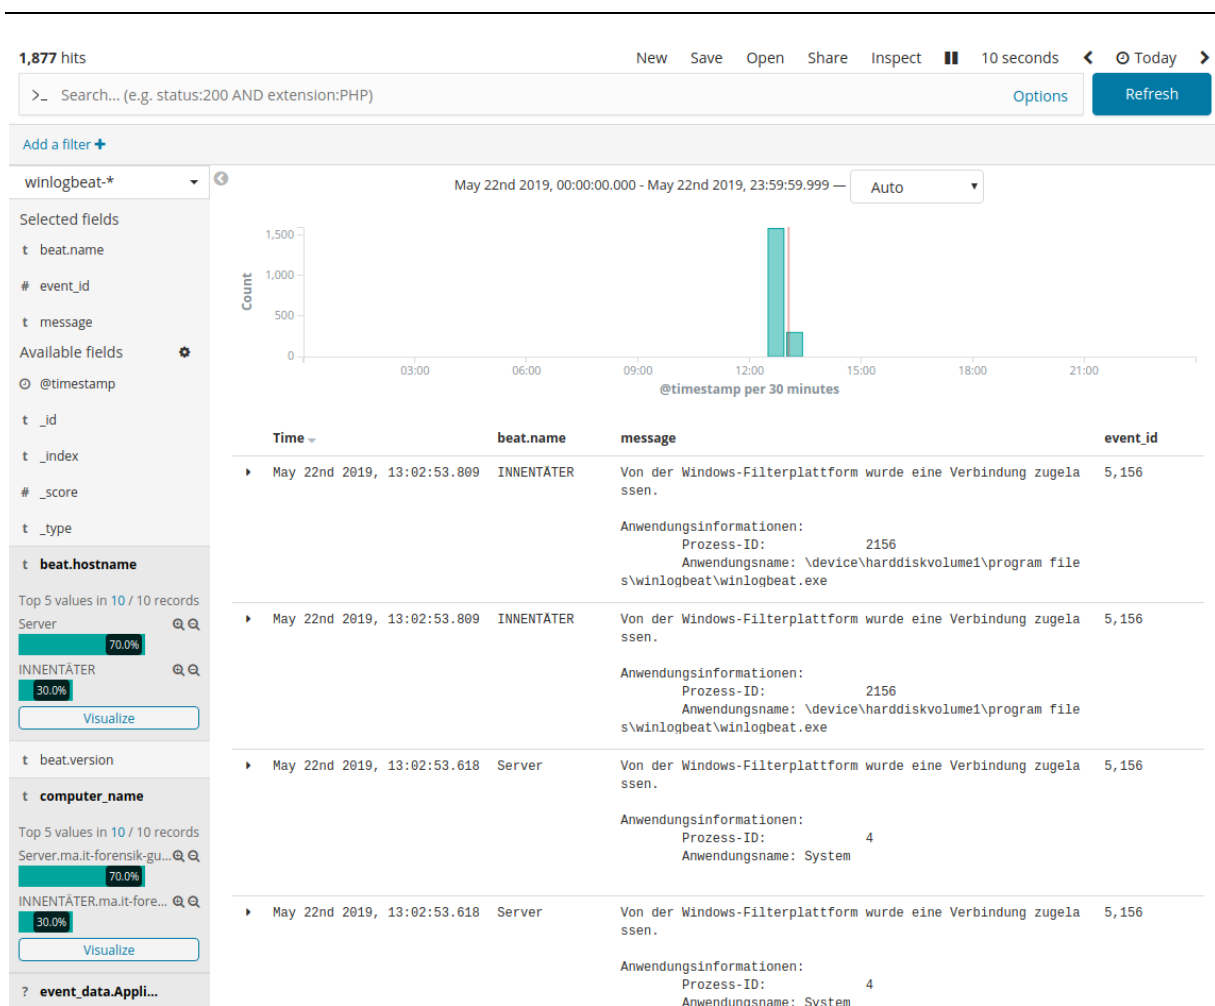 1,877 hits
New Save Open Share Inspect 10 seconds Today
>_ Search... (e.g. status:200 AND extension:PHP) Options Refresh
Add a filter +
winlogbeat-*
Selected fields
t beat.name
# event_id
t message
Available fields
@timestamp
t _id
t _index
# _score
t _type
t beat.hostname
Top 5 values in 10 / 10 records
Server
70.0%
INNENTÄTER
30.0%
Visualize
t beat.version
t computer_name
Top 5 values in 10 / 10 records
Server.ma.it-forensik-gu...
70.0%
INNENTÄTER.ma.it-fore...
30.0%
Visualize
? event_data.Appli...
May 22nd 2019, 00:00:00.000 - May 22nd 2019, 23:59:59.999 — Auto
Count
1,500
1,000
500
0
03:00 06:00 09:00 12:00 15:00 18:00 21:00
@timestamp per 30 minutes
Time beat.name message event_id
May 22nd 2019, 13:02:53.809 INNENTÄTER Von der Windows-Filterplattform wurde eine Verbindung zugela 5,156
ssen.
Anwendungsinformationen:
Prozess-ID: 2156
Anwendungsname: \device\harddiskvolume1\program file
s\winlogbeat\winlogbeat.exe
May 22nd 2019, 13:02:53.809 INNENTÄTER Von der Windows-Filterplattform wurde eine Verbindung zugela 5,156
ssen.
Anwendungsinformationen:
Prozess-ID: 2156
Anwendungsname: \device\harddiskvolume1\program file
s\winlogbeat\winlogbeat.exe
May 22nd 2019, 13:02:53.618 Server Von der Windows-Filterplattform wurde eine Verbindung zugela 5,156
ssen.
Anwendungsinformationen:
Prozess-ID: 4
Anwendungsname: System
May 22nd 2019, 13:02:53.618 Server Von der Windows-Filterplattform wurde eine Verbindung zugela 5,156
ssen.
Anwendungsinformationen:
Prozess-ID: 4
Anwendungsname: System